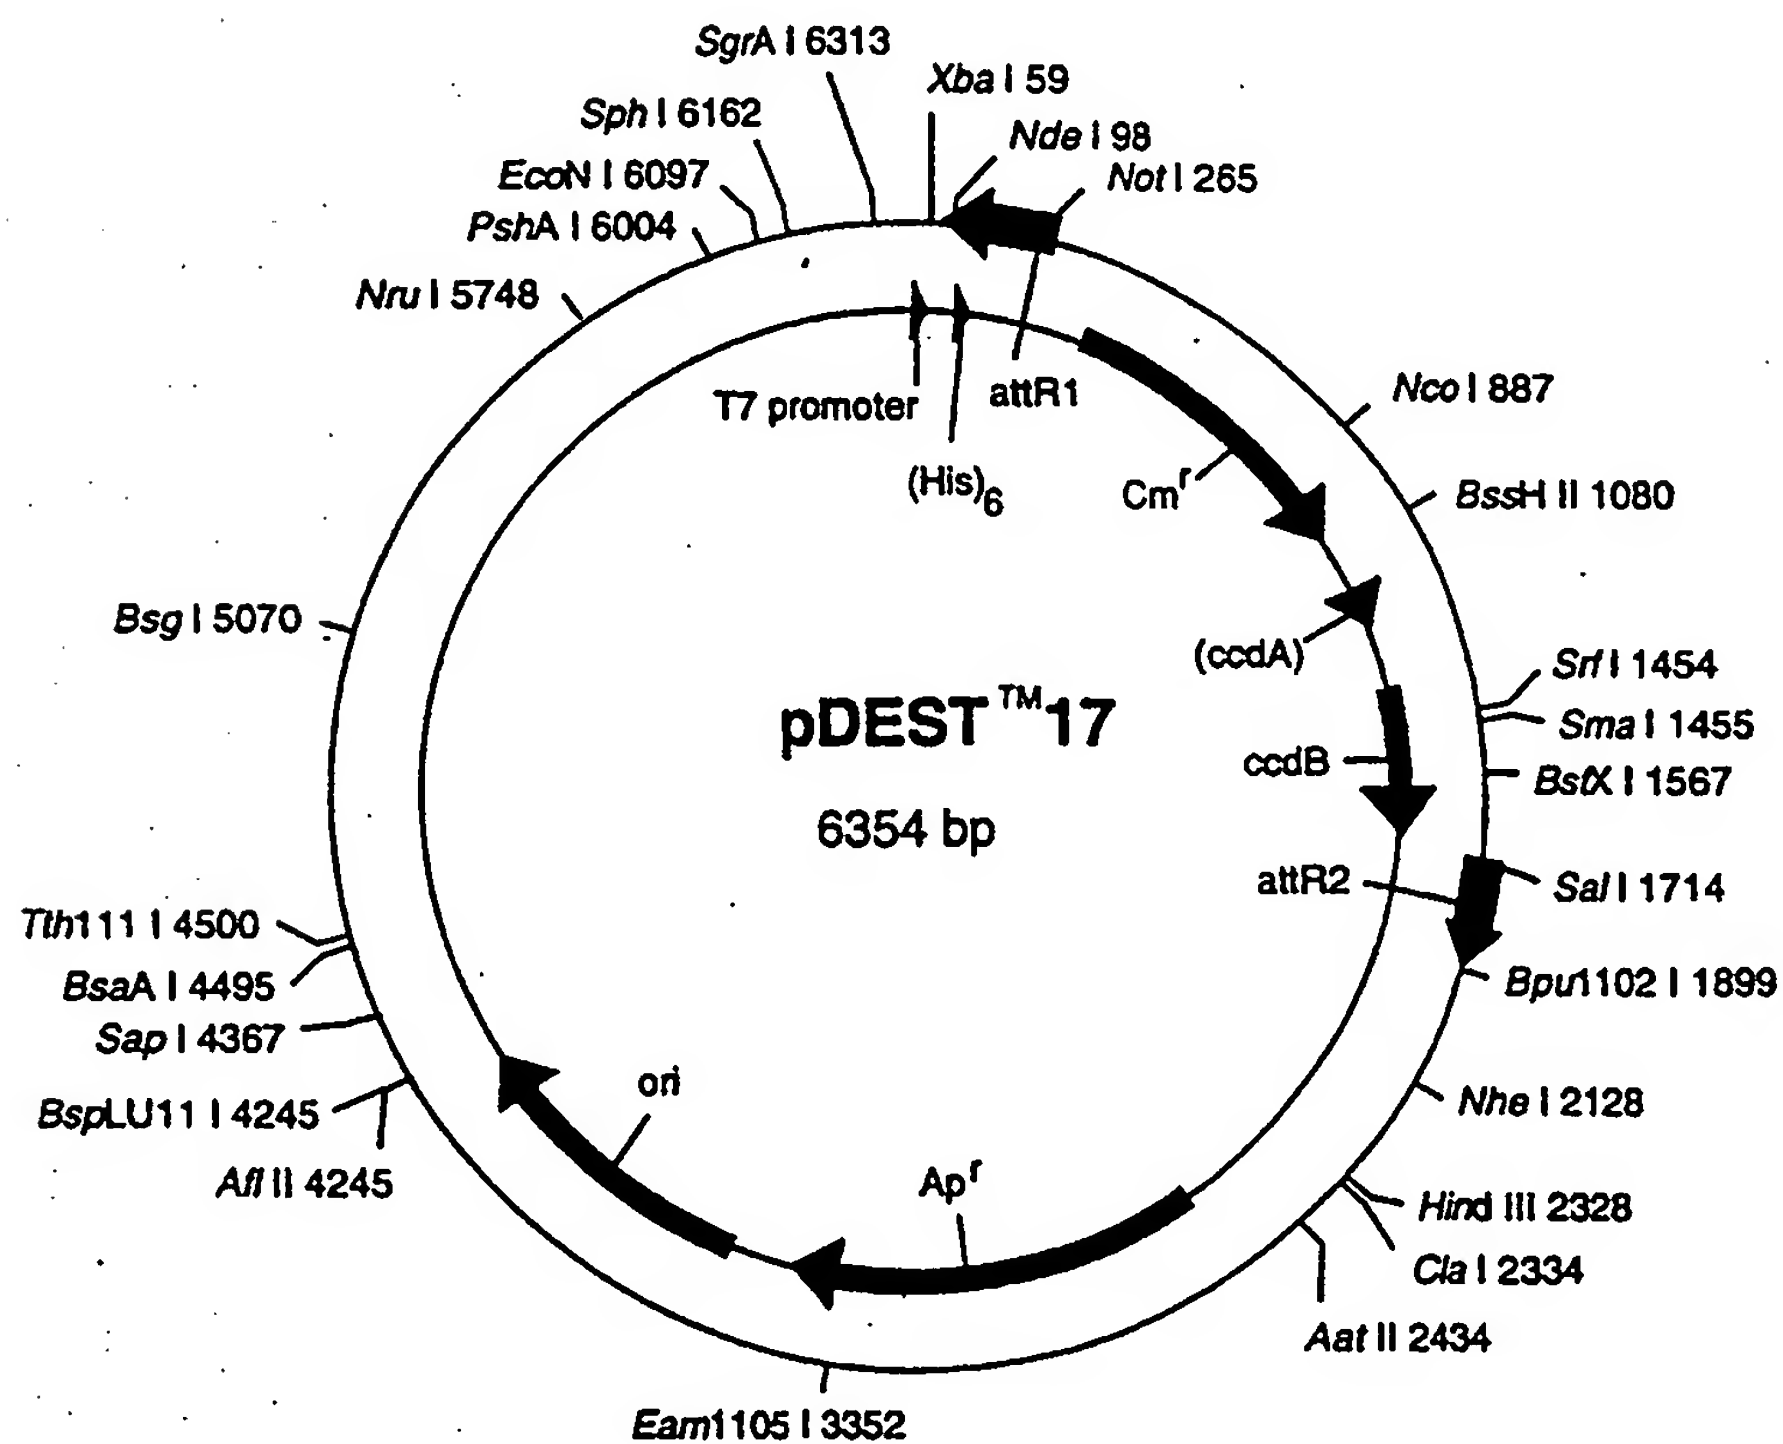 SgrA I 6313
Xba I 59
Sph I 6162
Nde I 98
EcoN I 6097
Not I 265
PshA I 6004
Nru I 5748
T7 promoter
attR1
Nco I 887
(His)6
Cmr
BssH II 1080
Bsg I 5070
(ccdA)
Srf I 1454
pDEST™17
Sma I 1455
ccdB
BstX I 1567
6354 bp
attR2
Sal I 1714
Tth111 I 4500
BsaA I 4495
Bpu1102 I 1899
Sap I 4367
ori
BspLU11 I 4245
Nhe I 2128
Afl II 4245
Apr
Hind III 2328
Cla I 2334
Aat II 2434
Eam1105 I 3352